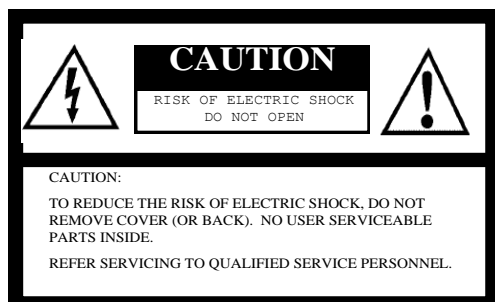 CAUTION
RISK OF ELECTRIC SHOCK
DO NOT OPEN
CAUTION:
TO REDUCE THE RISK OF ELECTRIC SHOCK, DO NOT
REMOVE COVER (OR BACK). NO USER SERVICEABLE
PARTS INSIDE.
REFER SERVICING TO QUALIFIED SERVICE PERSONNEL.